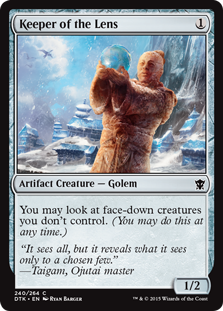 Keeper of the Lens 1
Artifact Creature — Golem
You may look at face-down creatures
you don't control. (You may do this
at any time.)
"It sees all, but it reveals what it sees
only to a chosen few."
—Taigam, Ojutai master
1/2
240/264 C
DTK • EN RYAN BARGER
™ & © 2015 Wizards of the Coast